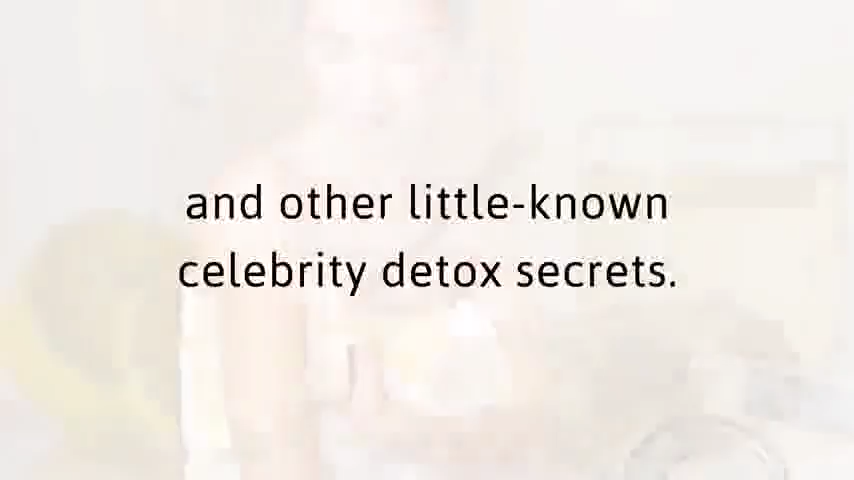 and other little-known
celebrity detox secrets.